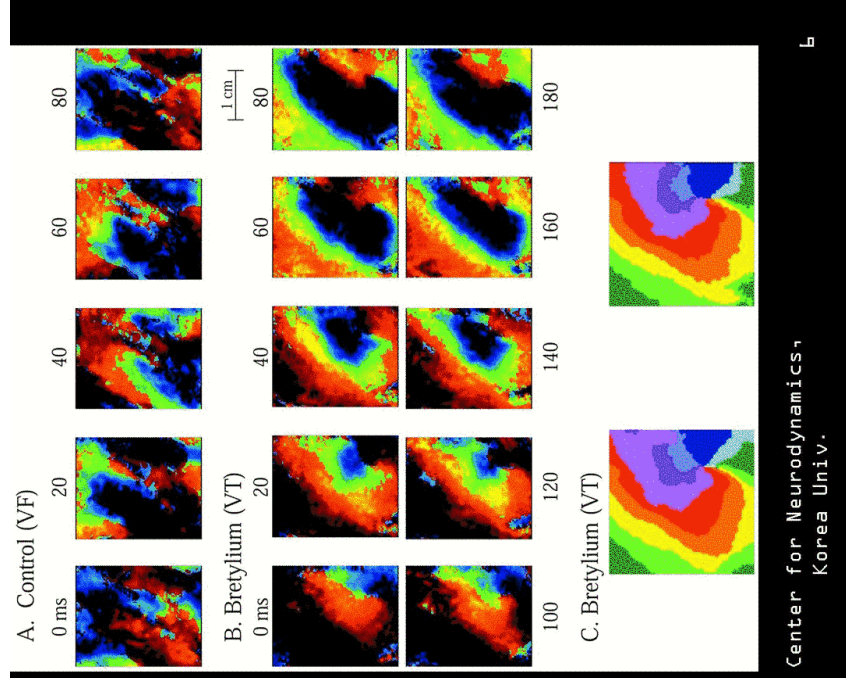 A. Control (VF)
0 ms 20 40 60 80
B. Bretylium (VT)
1 cm
0 ms 20 40 60 80
100 120 140 160 180
C. Bretylium (VT)
Center for Neurodynamics,
Korea Univ.
6